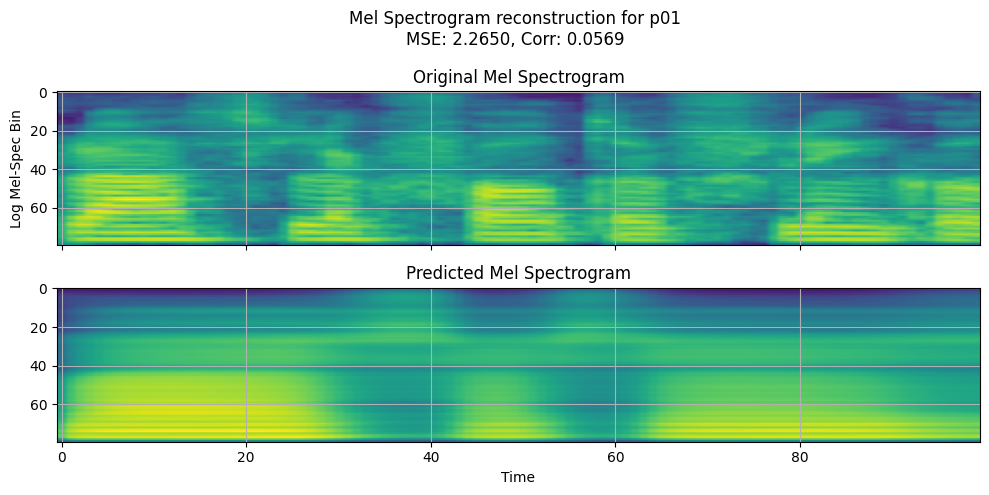 Mel Spectrogram reconstruction for p01
MSE: 2.2650, Corr: 0.0569
Original Mel Spectrogram
Log Mel-Spec Bin
0
20
40
60
Predicted Mel Spectrogram
0
20
40
60
0 20 40 60 80
Time